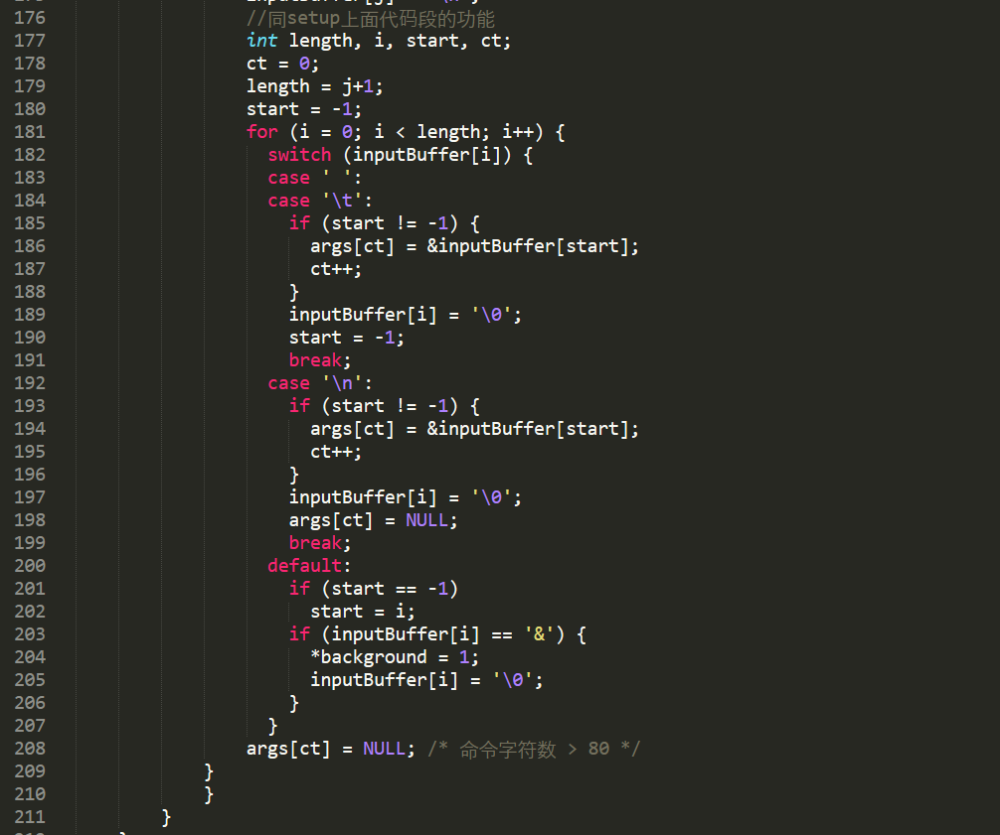 176 //同setup上面代码段的功能
177 int length, i, start, ct;
178 ct = 0;
179 length = j+1;
180 start = -1;
181 for (i = 0; i < length; i++) {
182 switch (inputBuffer[i]) {
183 case ' ':
184 case '\t':
185 if (start != -1) {
186 args[ct] = &inputBuffer[start];
187 ct++;
188 }
189 inputBuffer[i] = '\0';
190 start = -1;
191 break;
192 case '\n':
193 if (start != -1) {
194 args[ct] = &inputBuffer[start];
195 ct++;
196 }
197 inputBuffer[i] = '\0';
198 args[ct] = NULL;
199 break;
200 default:
201 if (start == -1)
202 start = i;
203 if (inputBuffer[i] == '&') {
204 *background = 1;
205 inputBuffer[i] = '\0';
206 }
207 }
208 args[ct] = NULL; /* 命令字符数 > 80 */
209 }
210 }
211 }